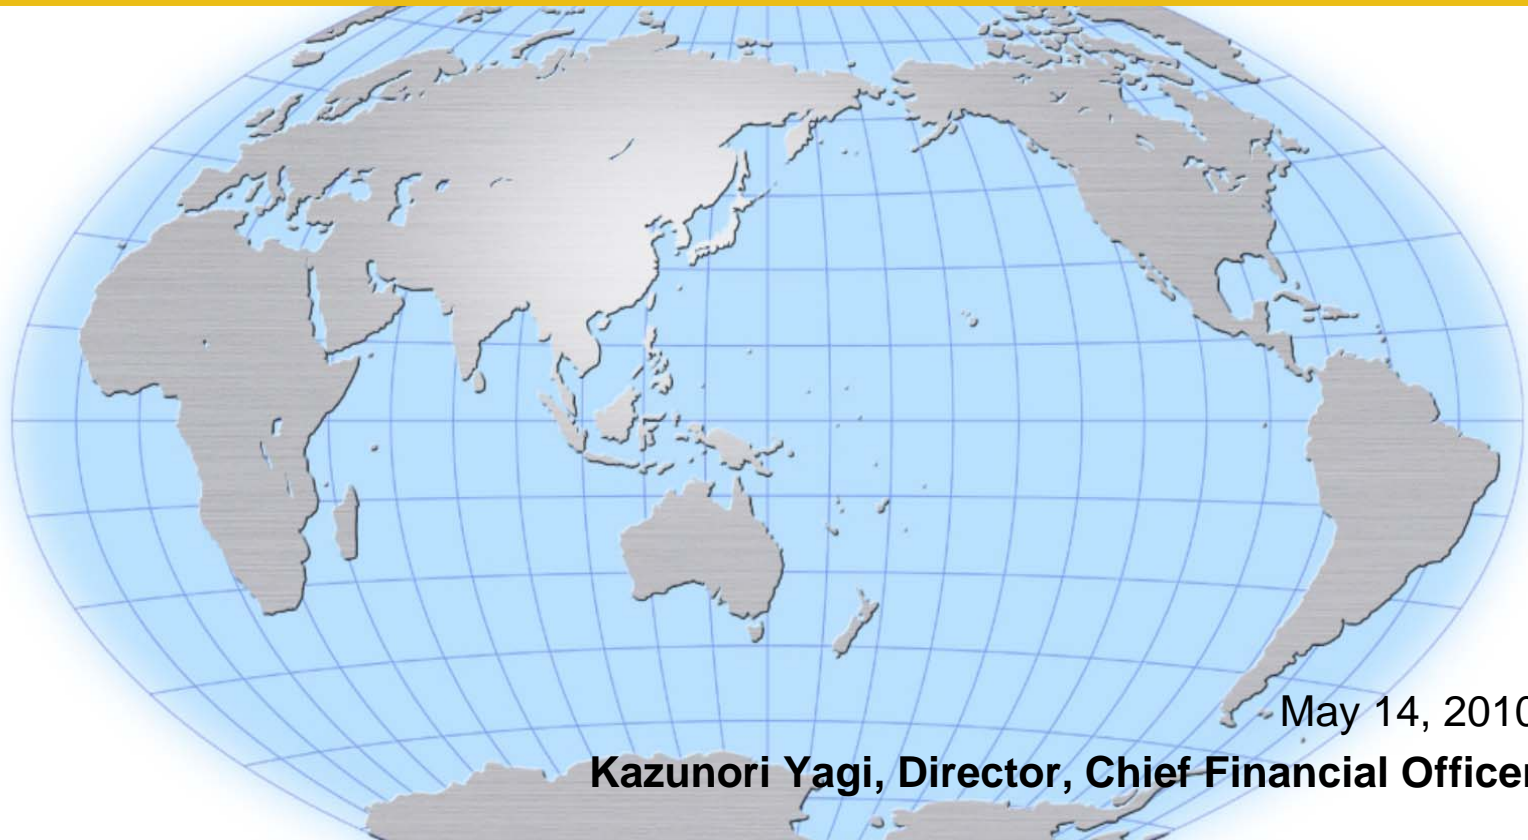 May 14, 2010
Kazunori Yagi, Director, Chief Financial Officer